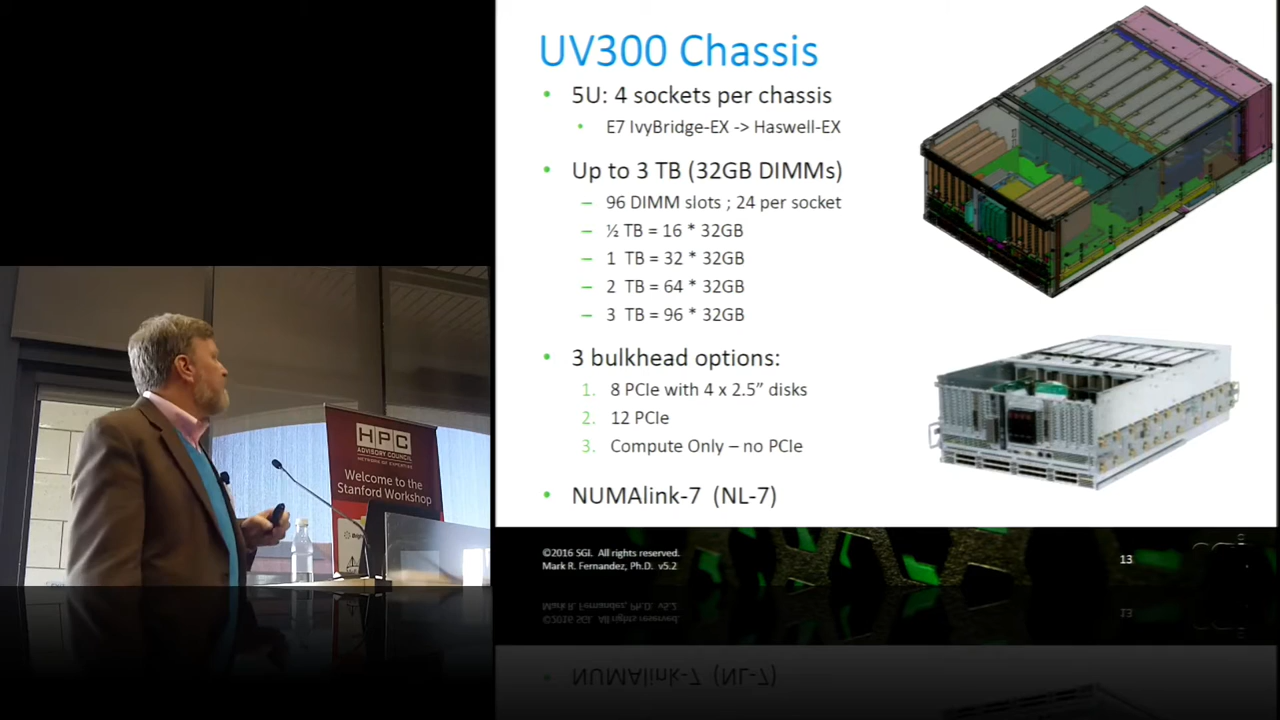 UV300 Chassis
• 5U: 4 sockets per chassis
• E7 IvyBridge-EX -> Haswell-EX
• Up to 3 TB (32GB DIMMs)
– 96 DIMM slots ; 24 per socket
– ½ TB = 16 * 32GB
– 1 TB = 32 * 32GB
– 2 TB = 64 * 32GB
– 3 TB = 96 * 32GB
• 3 bulkhead options:
1. 8 PCIe with 4 x 2.5” disks
2. 12 PCIe
3. Compute Only – no PCIe
• NUMAlink-7 (NL-7)
©2016 SGI. All rights reserved.
Mark R. Fernandez, Ph.D. v5.2
13
HPC
ADVISORY COUNCIL
NETWORK OF EXPERTISE
Welcome to the
Stanford Workshop